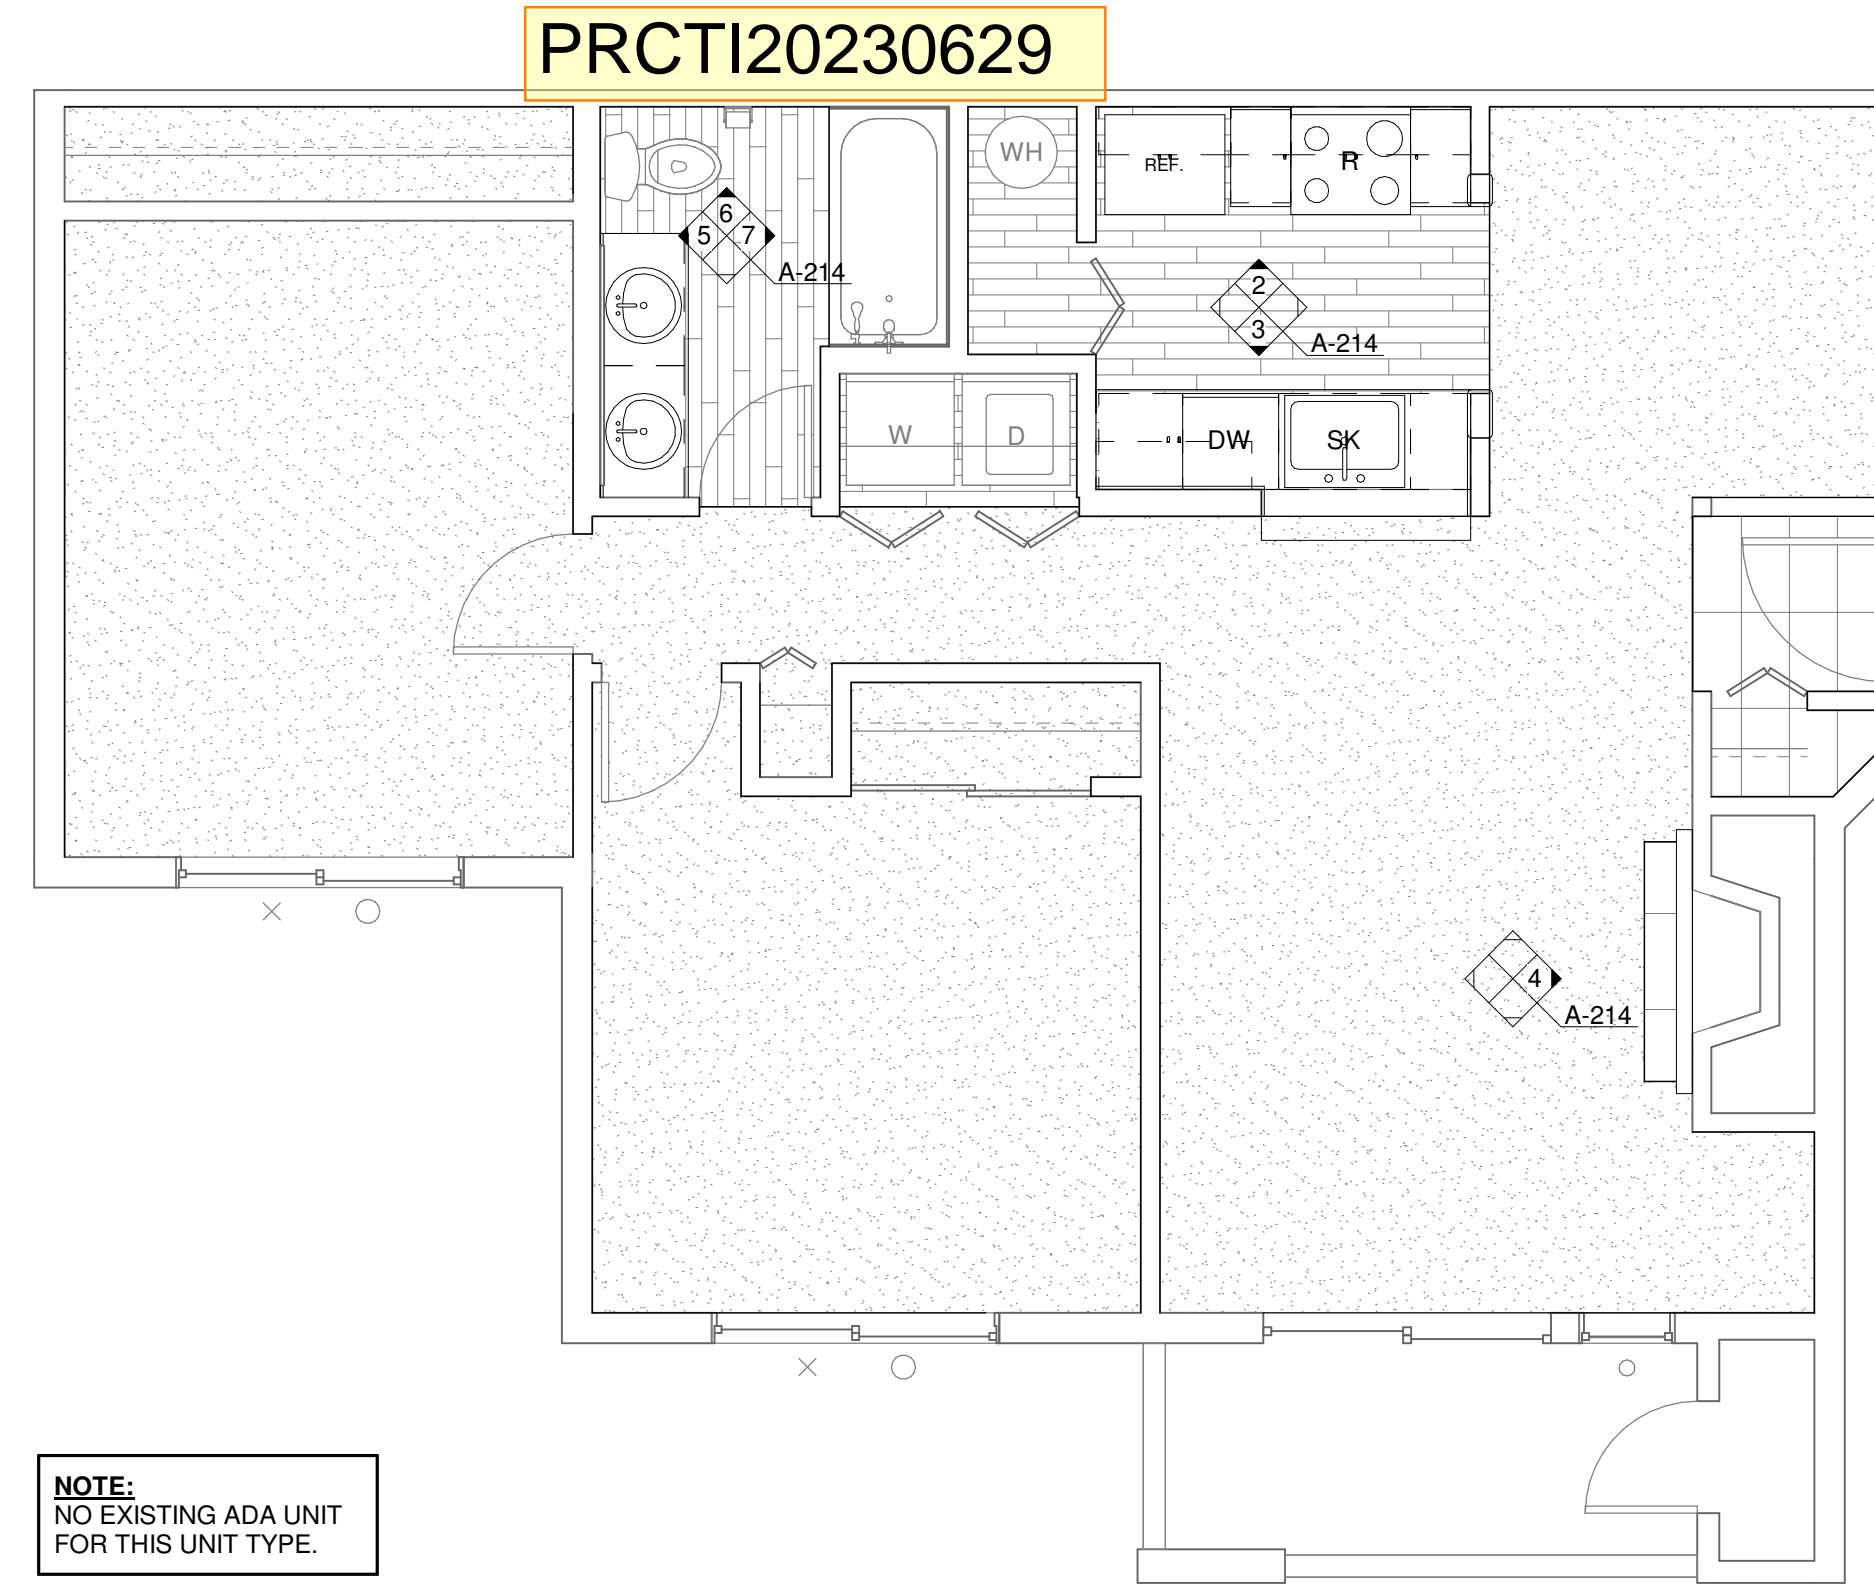 PRCTI20230629
WH
REF.
R
6
5 7
A-214
2
3
A-214
W
D
DW
SK
4
A-214
NOTE:
NO EXISTING ADA UNIT
FOR THIS UNIT TYPE.